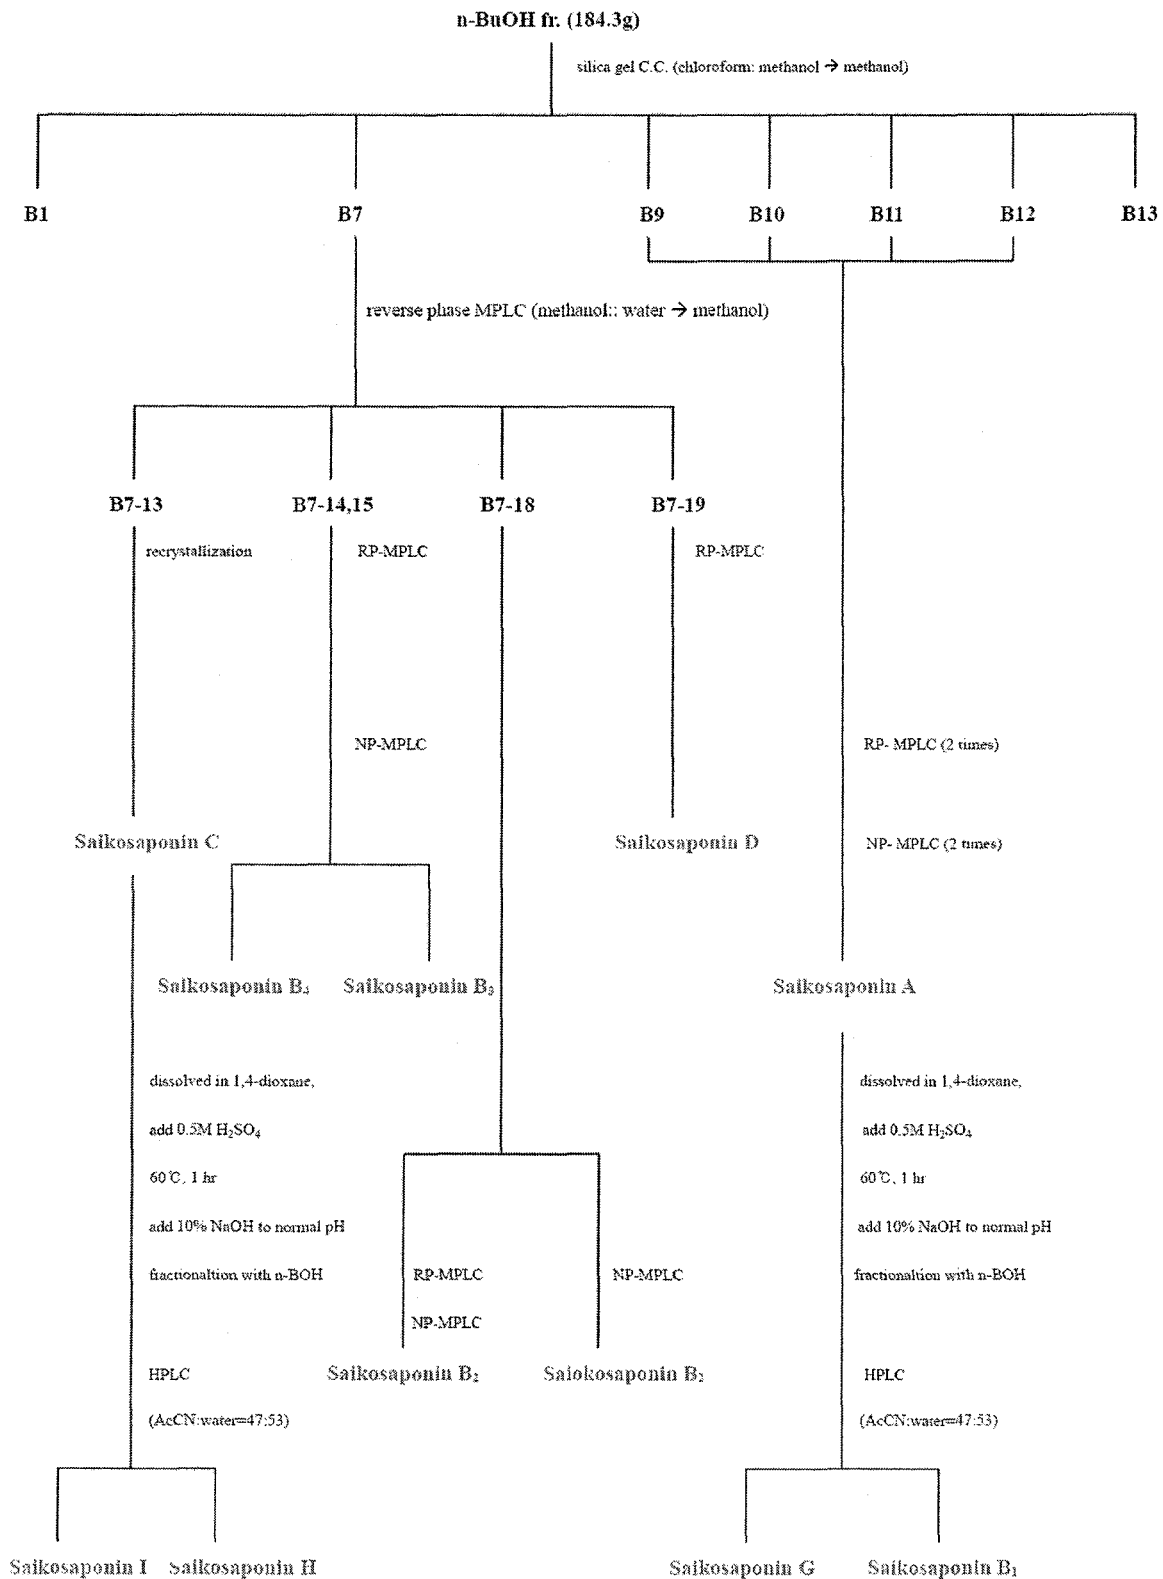 n-BuOH fr. (184.3g)
silica gel C.C. (chloroform: methanol → methanol)
B1 B7 B9 B10 B11 B12 B13
reverse phase MPLC (methanol:: water → methanol)
B7-13 B7-14,15 B7-18 B7-19
recrystallization RP-MPLC RP-MPLC
NP-MPLC RP- MPLC (2 times)
Saikosaponin C Saikosaponin D NP- MPLC (2 times)
Saikosaponin B₄ Saikosaponin B₃ Saikosaponin A
dissolved in 1,4-dioxane, dissolved in 1,4-dioxane,
add 0.5M H₂SO₄ add 0.5M H₂SO₄
60℃, 1 hr 60℃, 1 hr
add 10% NaOH to normal pH add 10% NaOH to normal pH
fractionaltion with n-BOH RP-MPLC NP-MPLC fractionaltion with n-BOH
NP-MPLC
HPLC Saikosaponin B₂ Saiokosaponin HPLC
(AcCN:water=47:53) (AcCN:water=47:53)
Saikosaponin I Saikosaponin H Saikosaponin G Saikosaponin B₁